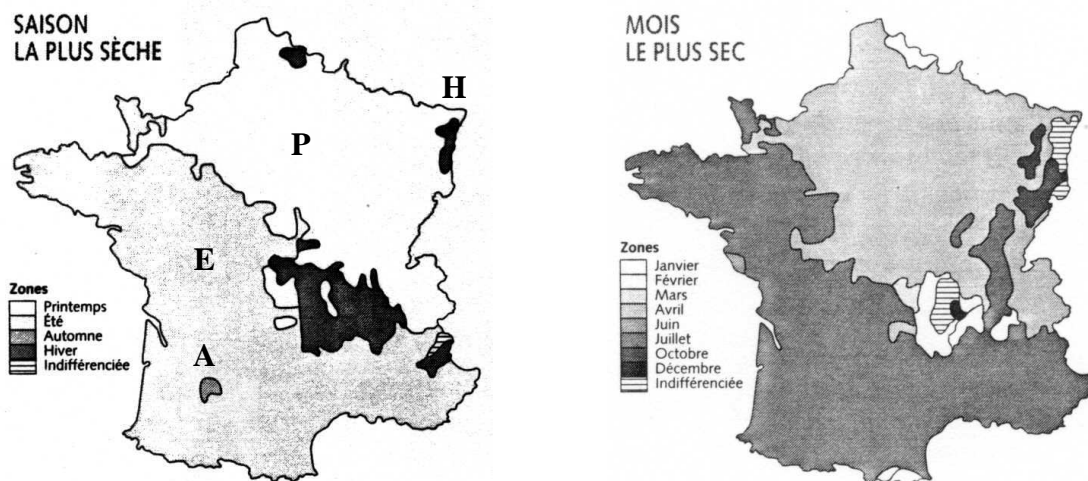 SAISON
LA PLUS SÈCHE
H
P
E
A
Zones
Printemps
Été
Automne
Hiver
Indifférenciée
MOIS
LE PLUS SEC
Zones
Janvier
Février
Mars
Avril
Juin
Juillet
Octobre
Décembre
Indifférenciée